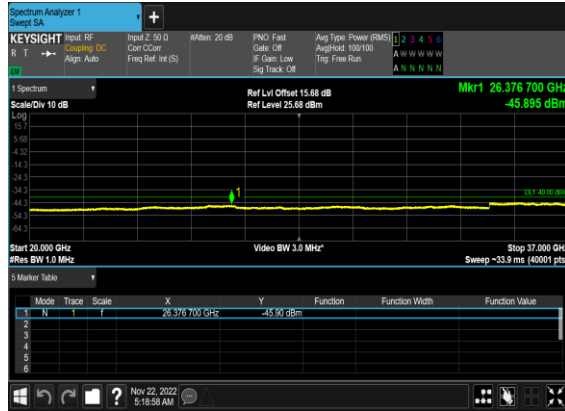 Spectrum Analyzer 1
Swept SA
+
KEYSIGHT
R T
Input: RF
Coupling: DC
Align: Auto
Input Z: 50 Ω
Corr CCorr
Freq Ref: Int (S)
#Atten: 20 dB
PNO: Fast
Gate: Off
IF Gain: Low
Sig Track: Off
Avg Type: Power (RMS)
Avg|Hold: 100/100
Trig: Free Run
1 2 3 4 5 6
A W W W W W
A N N N N N
1 Spectrum
Scale/Div 10 dB
Ref Lvl Offset 15.68 dB
Ref Level 25.68 dBm
Mkr1 26.376 700 GHz
-45.895 dBm
Log
15.7
5.68
-4.32
-14.3
-24.3
-34.3
-44.3
-54.3
-64.3
1
DL1 -40.00 dBm
Start 20.000 GHz
#Res BW 1.0 MHz
Video BW 3.0 MHz*
Stop 37.000 GHz
Sweep ~33.9 ms (40001 pts)
5 Marker Table
Mode Trace Scale X Y Function Function Width Function Value
1 N 1 f 26.376 700 GHz -45.90 dBm
2
3
4
5
6
?
Nov 22, 2022
5:18:58 AM